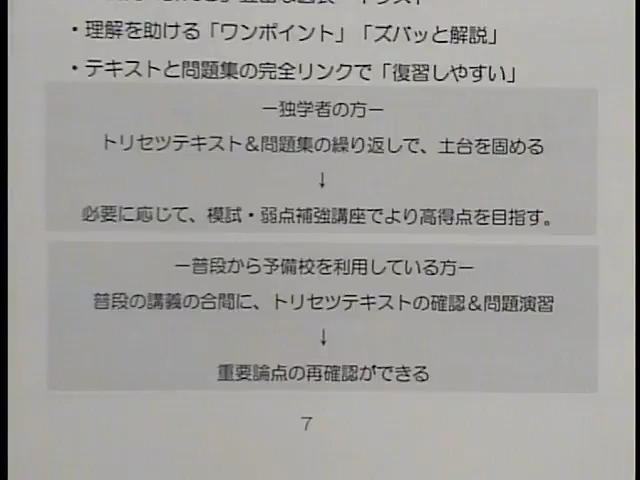 ・理解を助ける「ワンポイント」「ズバッと解説」
・テキストと問題集の完全リンクで「復習しやすい」
－独学者の方－
トリセツテキスト＆問題集の繰り返しで、土台を固める
↓
必要に応じて、模試・弱点補強講座でより高得点を目指す。
－普段から予備校を利用している方－
普段の講義の合間に、トリセツテキストの確認＆問題演習
↓
重要論点の再確認ができる
7